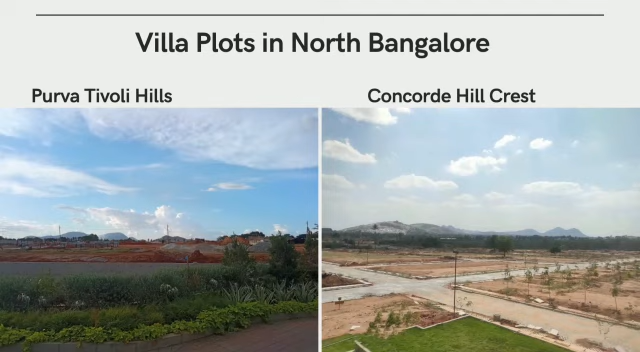 Villa Plots in North Bangalore
Purva Tivoli Hills
Concorde Hill Crest